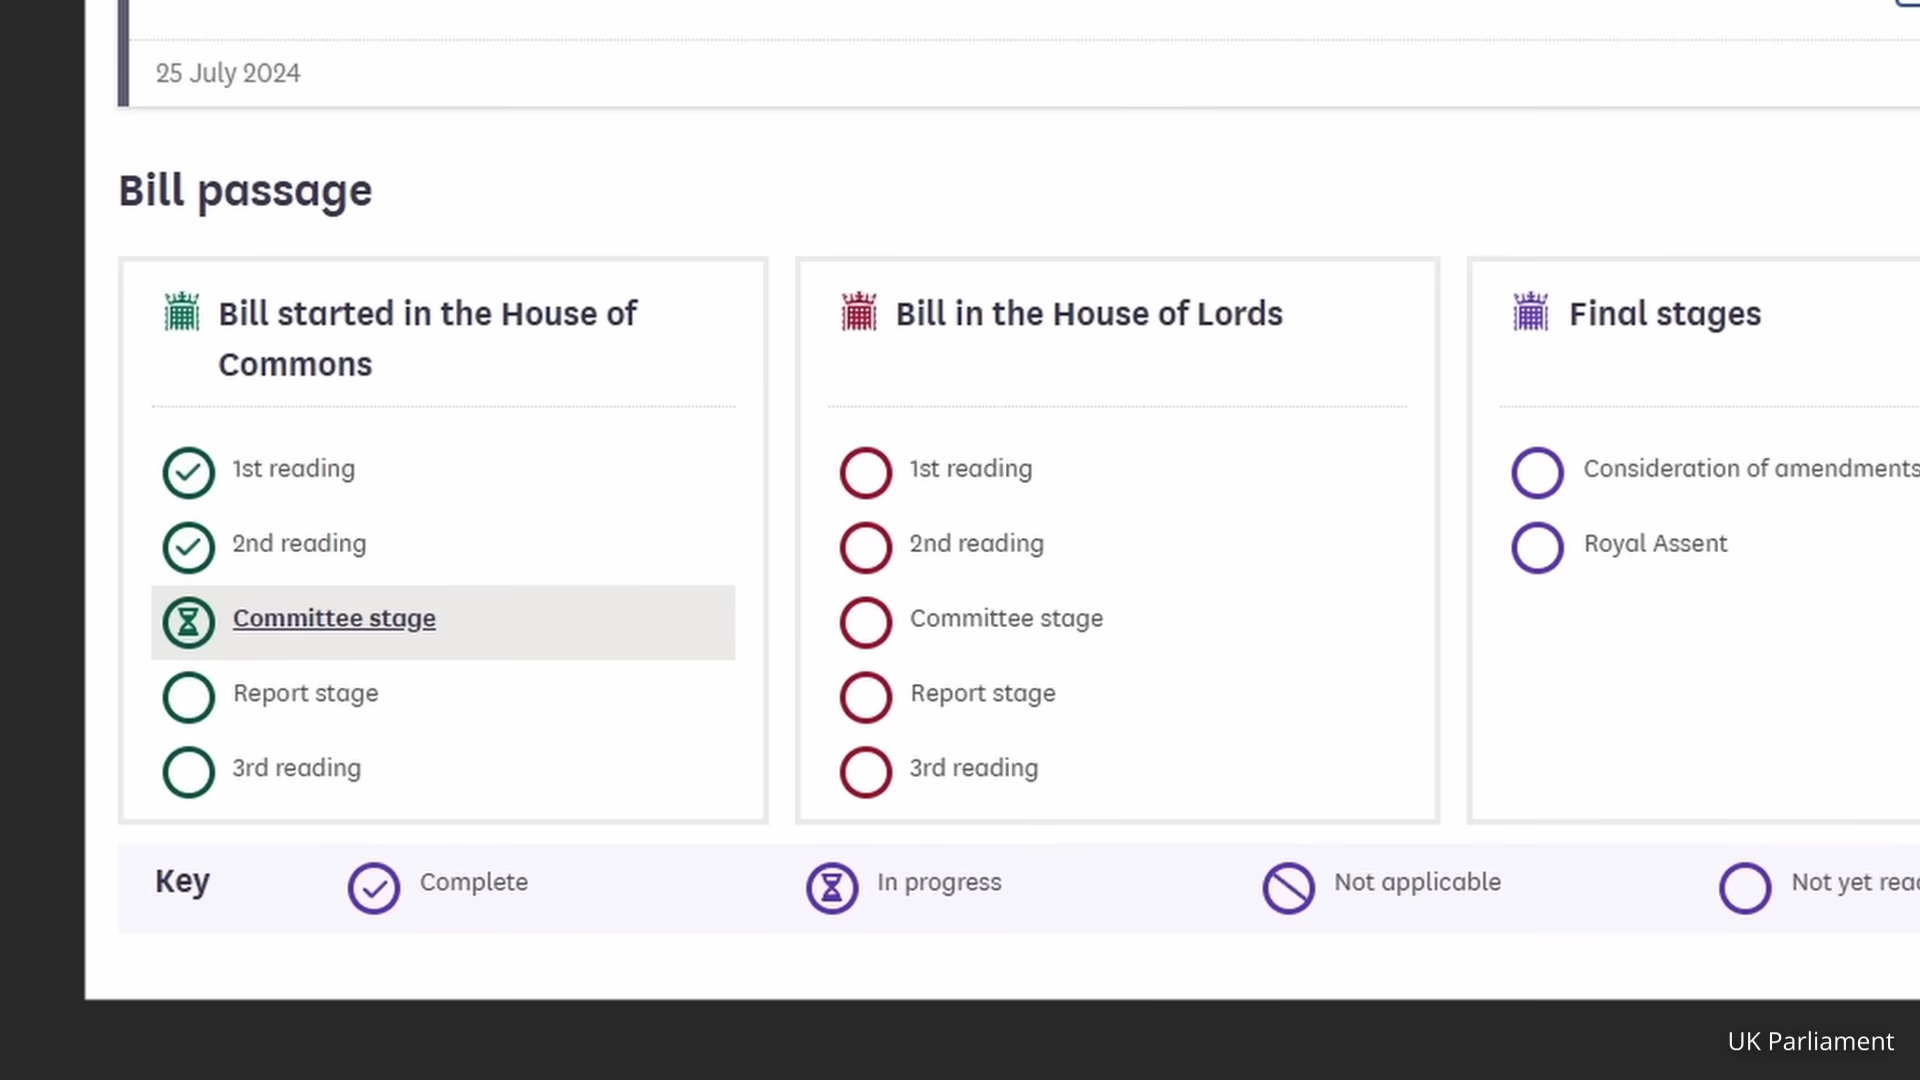 25 July 2024
Bill passage
Bill started in the House of
Commons
1st reading
2nd reading
Committee stage
Report stage
3rd reading
Bill in the House of Lords
1st reading
2nd reading
Committee stage
Report stage
3rd reading
Final stages
Consideration of amendments
Royal Assent
Key
Complete
In progress
Not applicable
Not yet
UK Parliament